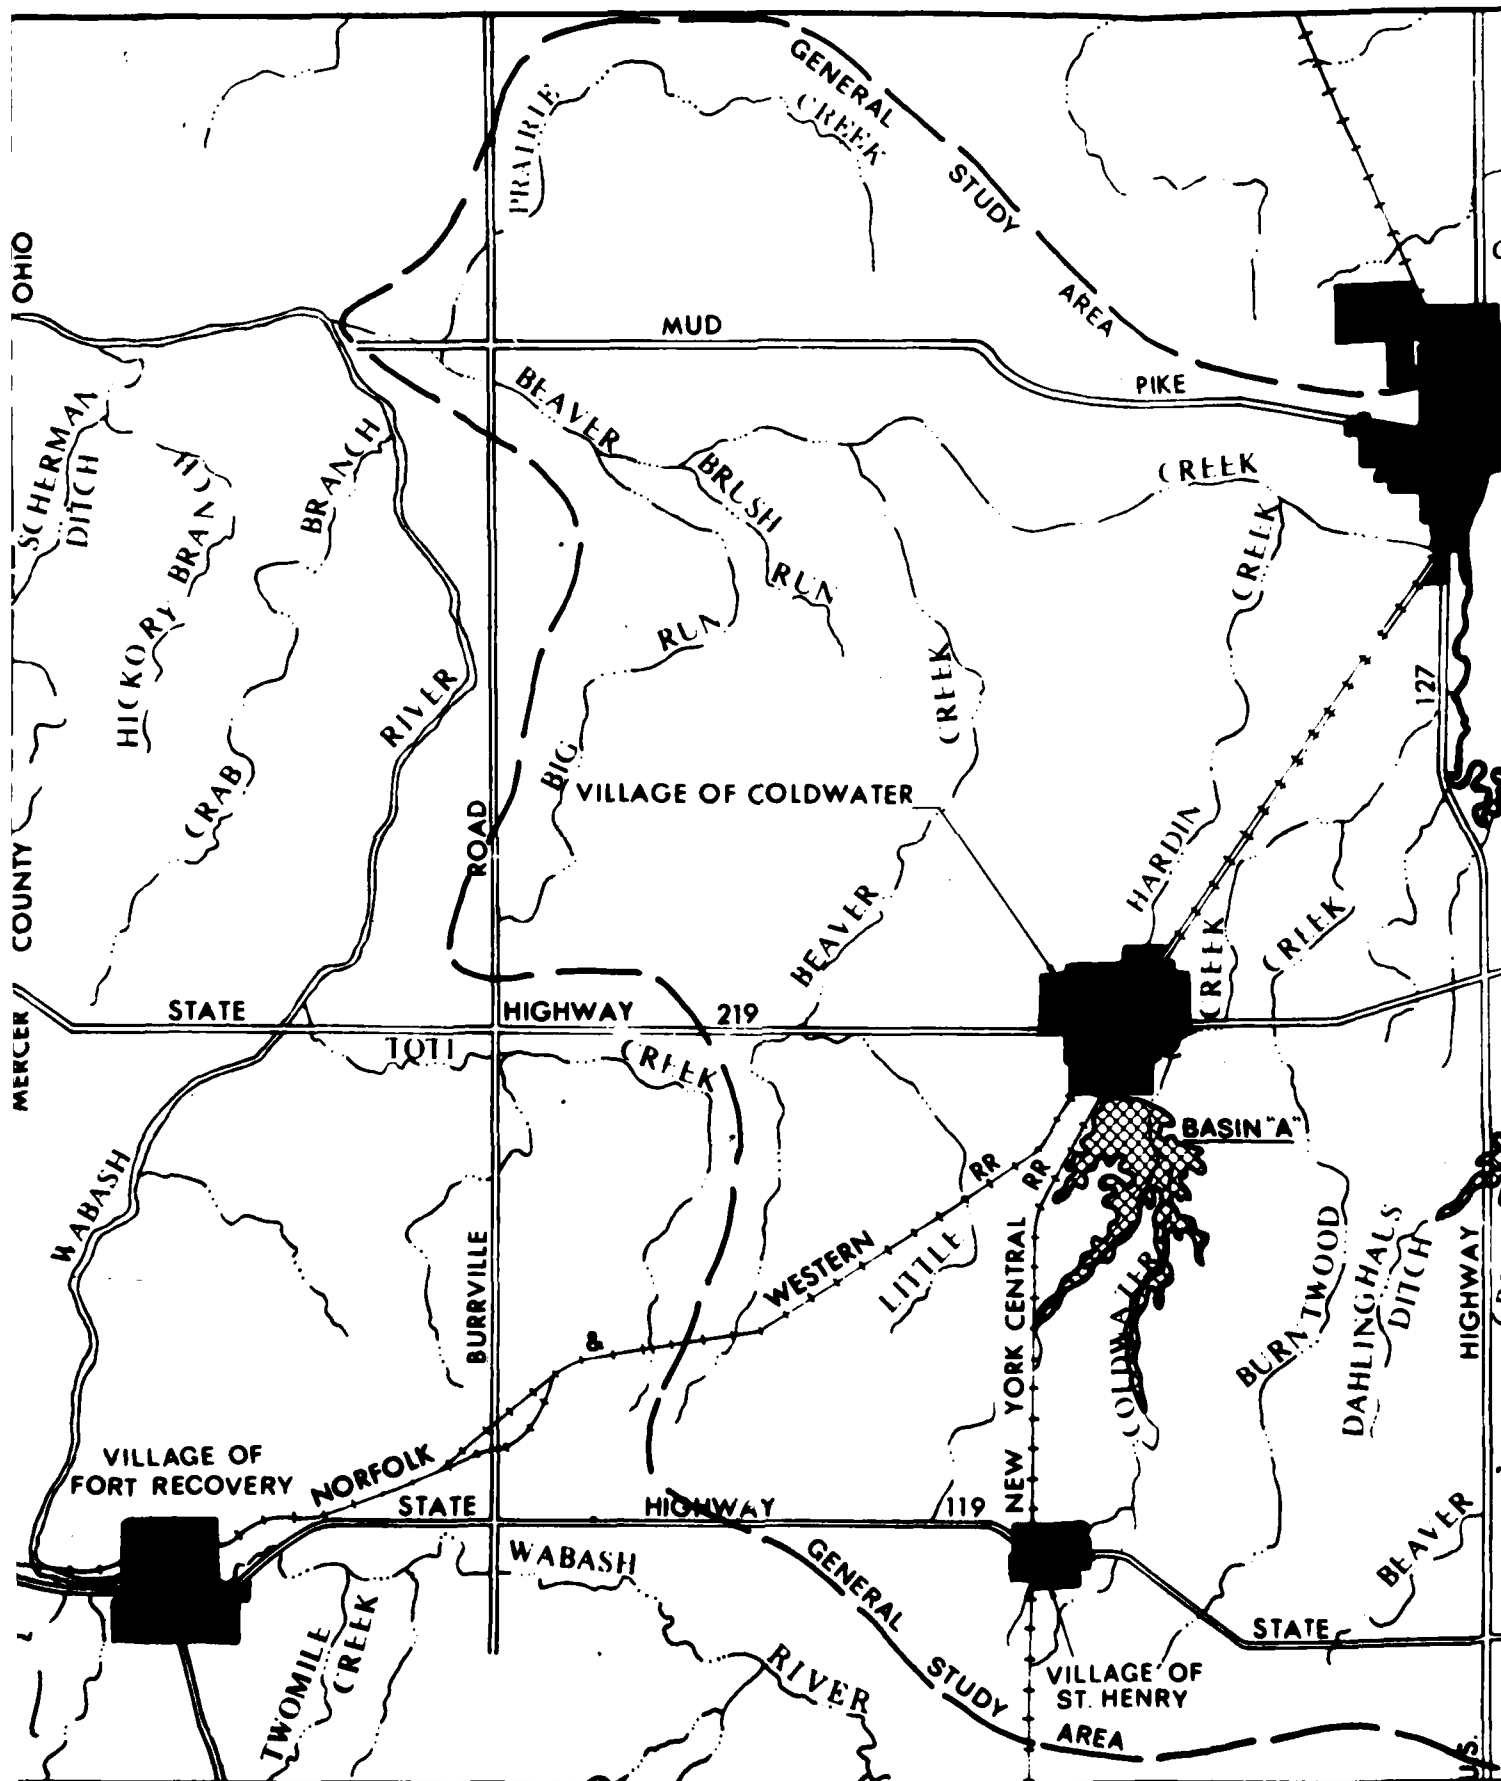 GENERAL
STUDY
AREA
PRAIRIE
CREEK
OHIO
MUD
PIKE
BEAVER
CREEK
BRUSH
RUN
SCHERMAN
DITCH
HICKORY BRANCH
CRAB
BRANCH
RIVER
BIG
RUN
CREEK
CREEK
127
VILLAGE OF COLDWATER
ROAD
HARDIN
BEAVER
CREEK
CREEK
MERCER COUNTY
STATE
HIGHWAY
219
TOTI
CREEK
BASIN "A"
WABASH
RR
RR
BURRVILLE
WESTERN
LITTLE
&
NEW YORK CENTRAL
COLDWATER
BURNTWOOD
DAHLINGHAUS
DITCH
HIGHWAY
VILLAGE OF
FORT RECOVERY
NORFOLK
STATE
HIGHWAY
119
WABASH
RIVER
TWOMILE
CREEK
GENERAL
STUDY
AREA
BEAVER
STATE
VILLAGE OF
ST. HENRY
U.S.